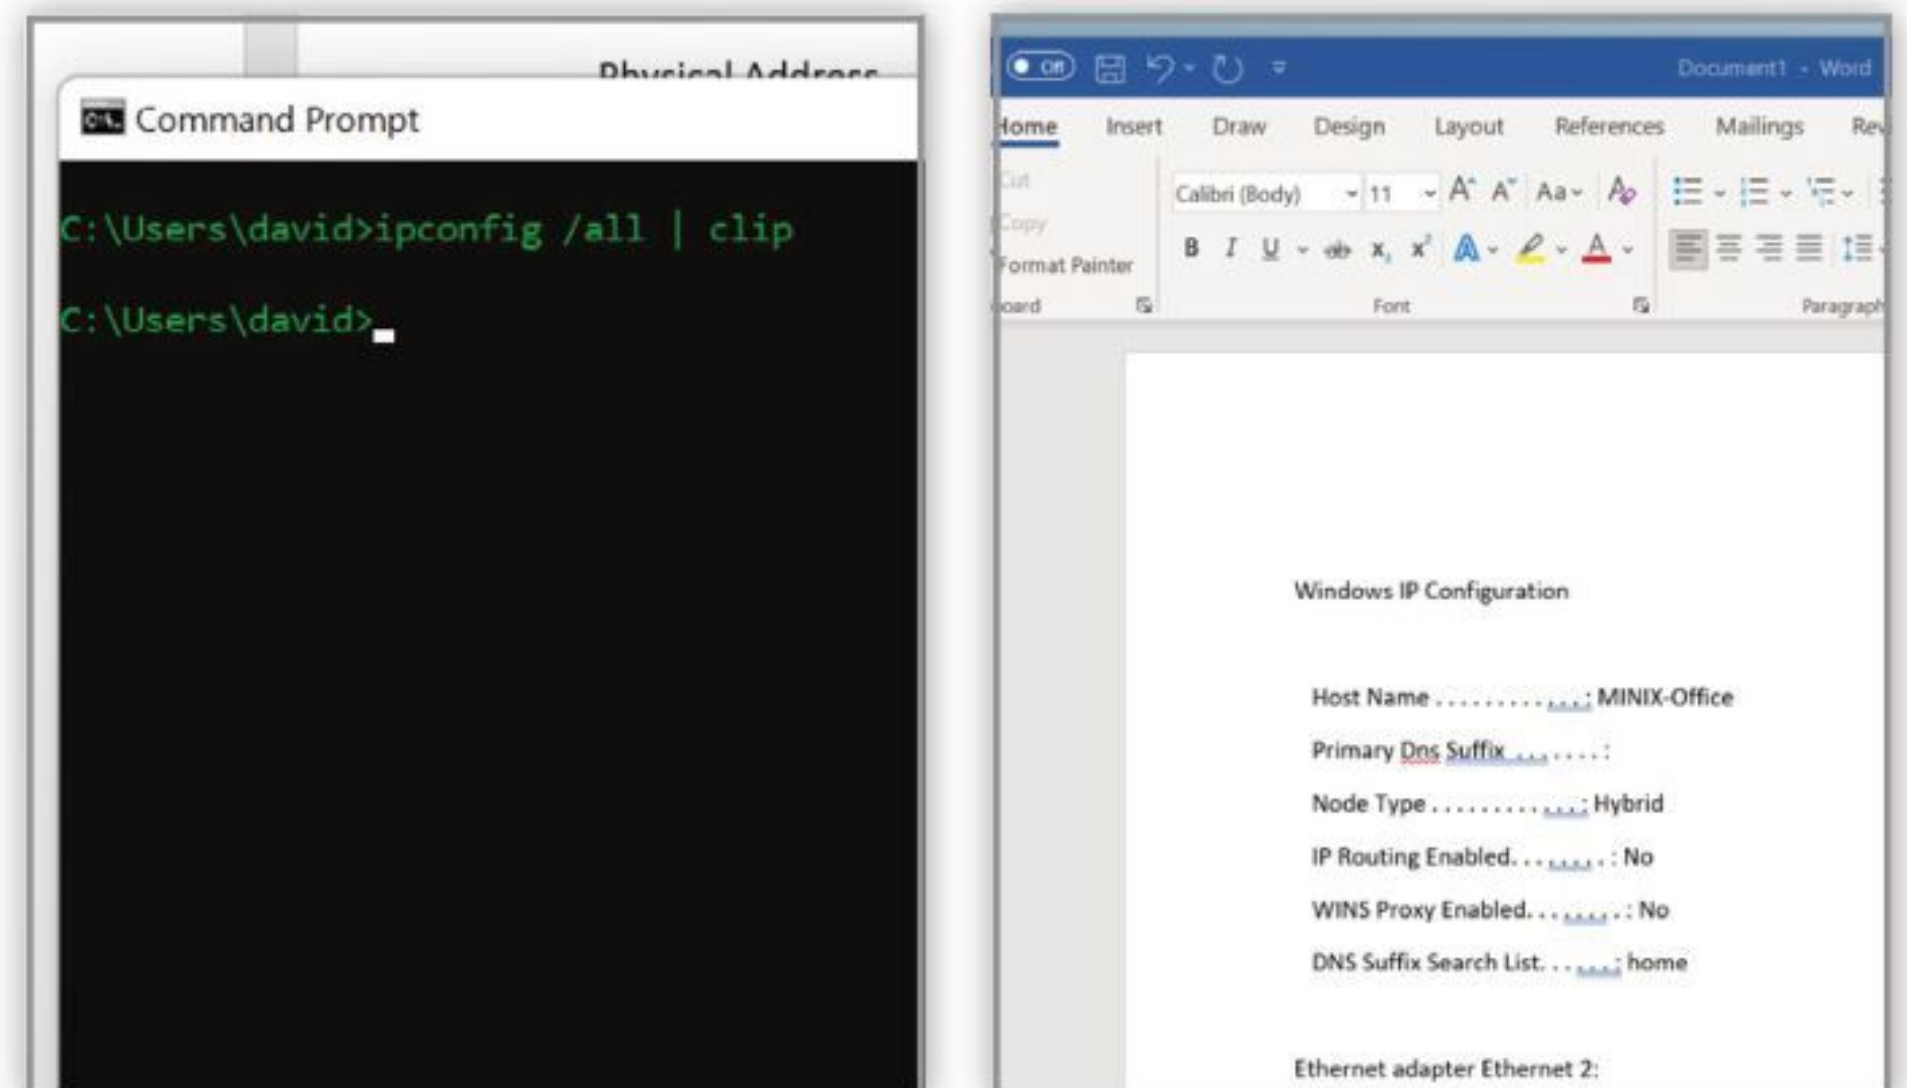 Physical Address
Command Prompt
C:\Users\david>ipconfig /all | clip
C:\Users\david>
Off
Document1 - Word
Home Insert Draw Design Layout References Mailings Rev
Cut
Calibri (Body) 11
Copy
Format Painter
oard Font Paragraph
Windows IP Configuration
Host Name . . . . . . . . . . . . : MINIX-Office
Primary Dns Suffix . . . . . . . :
Node Type . . . . . . . . . . . . : Hybrid
IP Routing Enabled. . . . . . . . : No
WINS Proxy Enabled. . . . . . . . : No
DNS Suffix Search List. . . . . . : home
Ethernet adapter Ethernet 2: